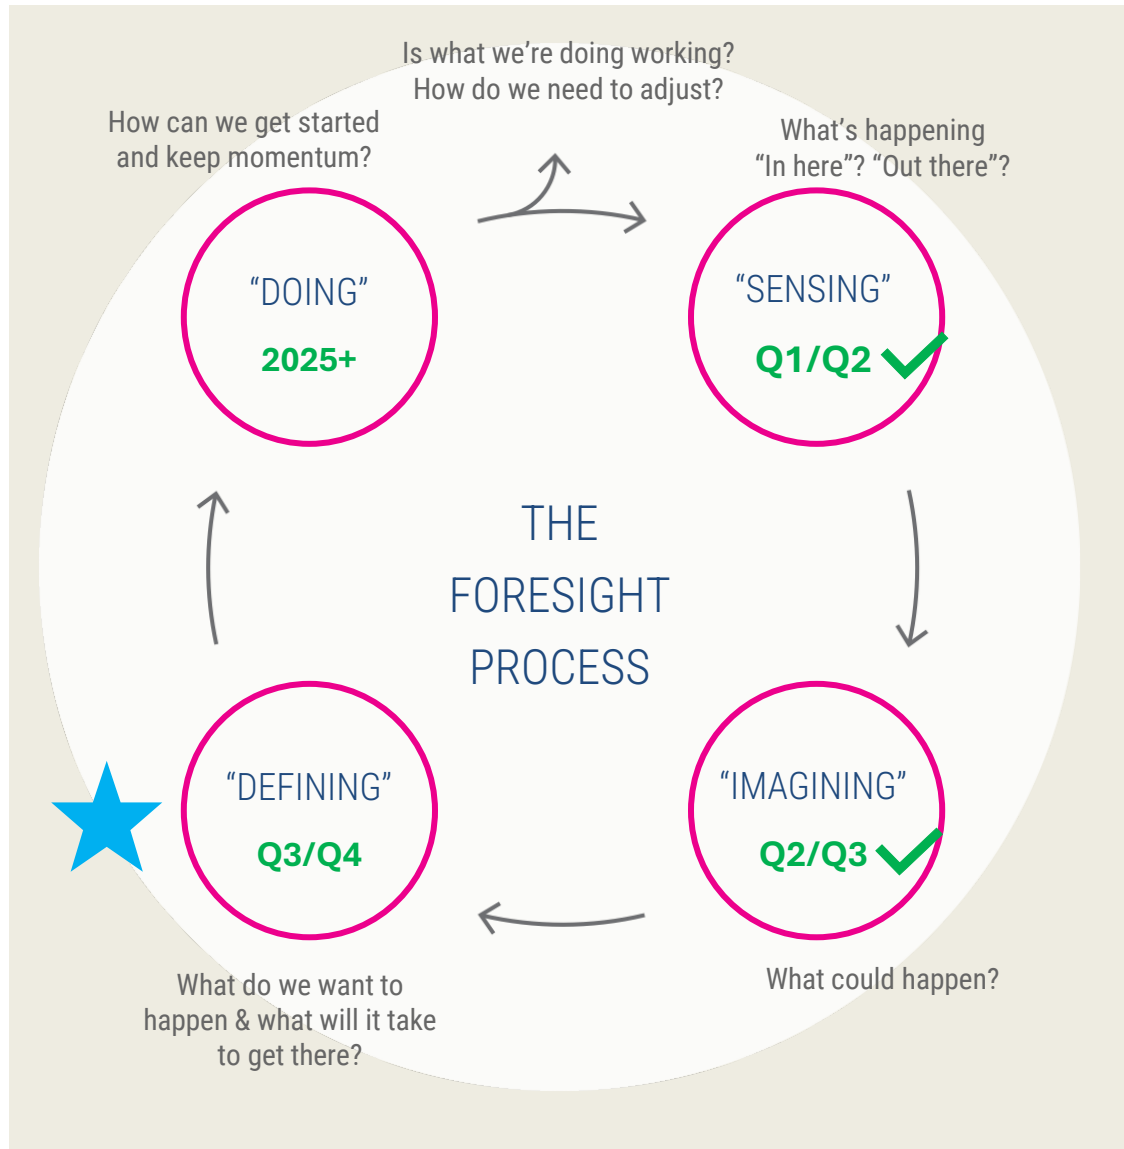 Is what we’re doing working?
How do we need to adjust?
How can we get started
and keep momentum?
What’s happening
“In here”? “Out there”?
“DOING”
2025+
“SENSING”
Q1/Q2
THE
FORESIGHT
PROCESS
“DEFINING”
Q3/Q4
“IMAGINING”
Q2/Q3
What do we want to
happen & what will it take
to get there?
What could happen?